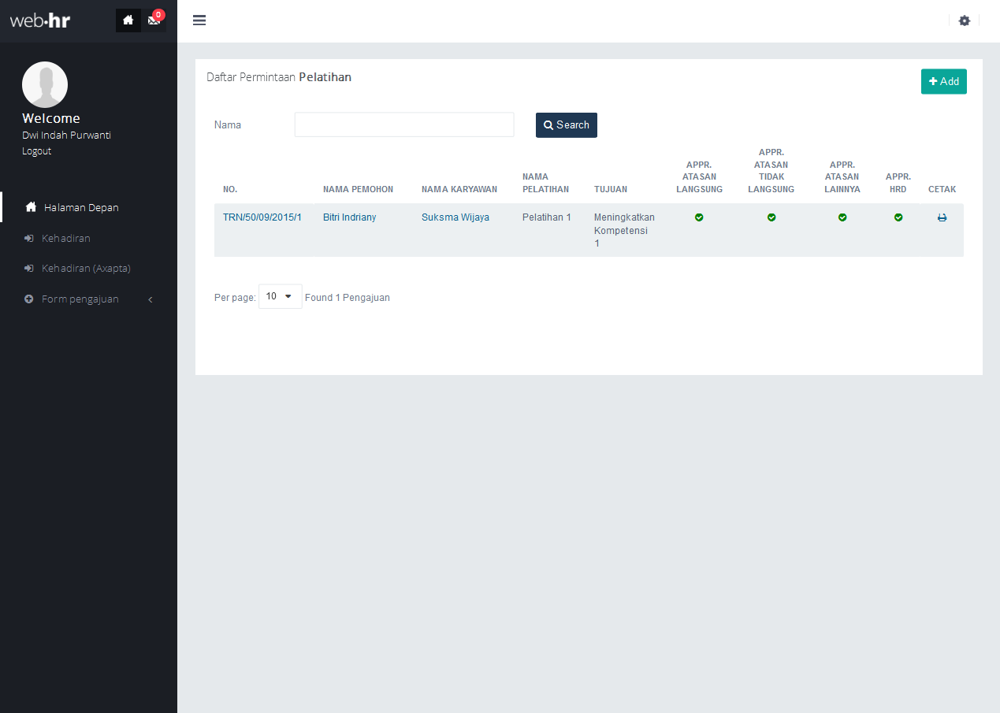 web·hr
0
Welcome
Dwi Indah Purwanti
Logout
Halaman Depan
Kehadiran
Kehadiran (Axapta)
Form pengajuan
Daftar Permintaan Pelatihan
Add
Nama
Search
NO.
NAMA PEMOHON
NAMA KARYAWAN
NAMA
PELATIHAN
TUJUAN
APPR.
ATASAN
LANGSUNG
APPR.
ATASAN
TIDAK
LANGSUNG
APPR.
ATASAN
LAINNYA
APPR.
HRD
CETAK
TRN/50/09/2015/1
Bitri Indriany
Suksma Wijaya
Pelatihan 1
Meningkatkan
Kompetensi
1
Per page: 10 Found 1 Pengajuan